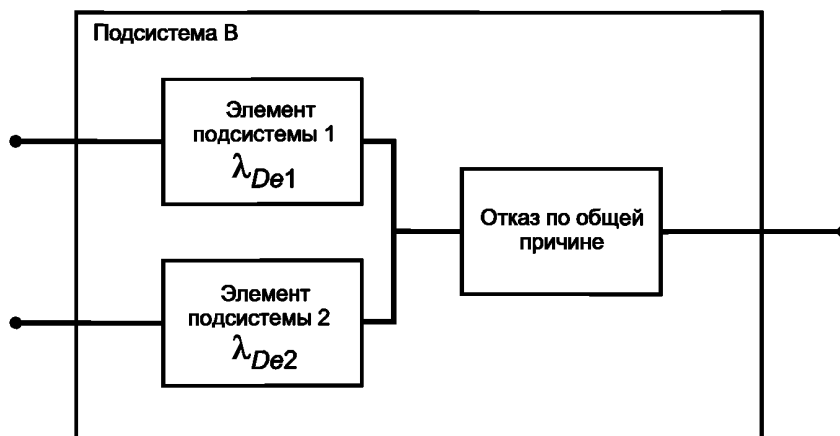 Подсистема В
Элемент
подсистемы 1
λDe1
Отказ по общей
причине
Элемент
подсистемы 2
λDe2